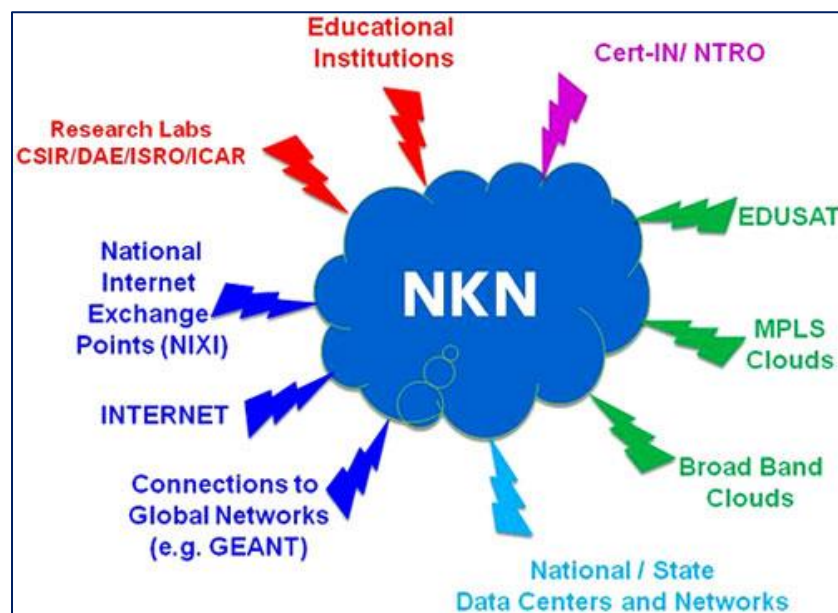 Educational
Institutions
Cert-IN/ NTRO
Research Labs
CSIR/DAE/ISRO/ICAR
EDUSAT
National
Internet
Exchange
Points (NIXI)
NKN
MPLS
Clouds
INTERNET
Broad Band
Clouds
Connections to
Global Networks
(e.g. GEANT)
National / State
Data Centers and Networks